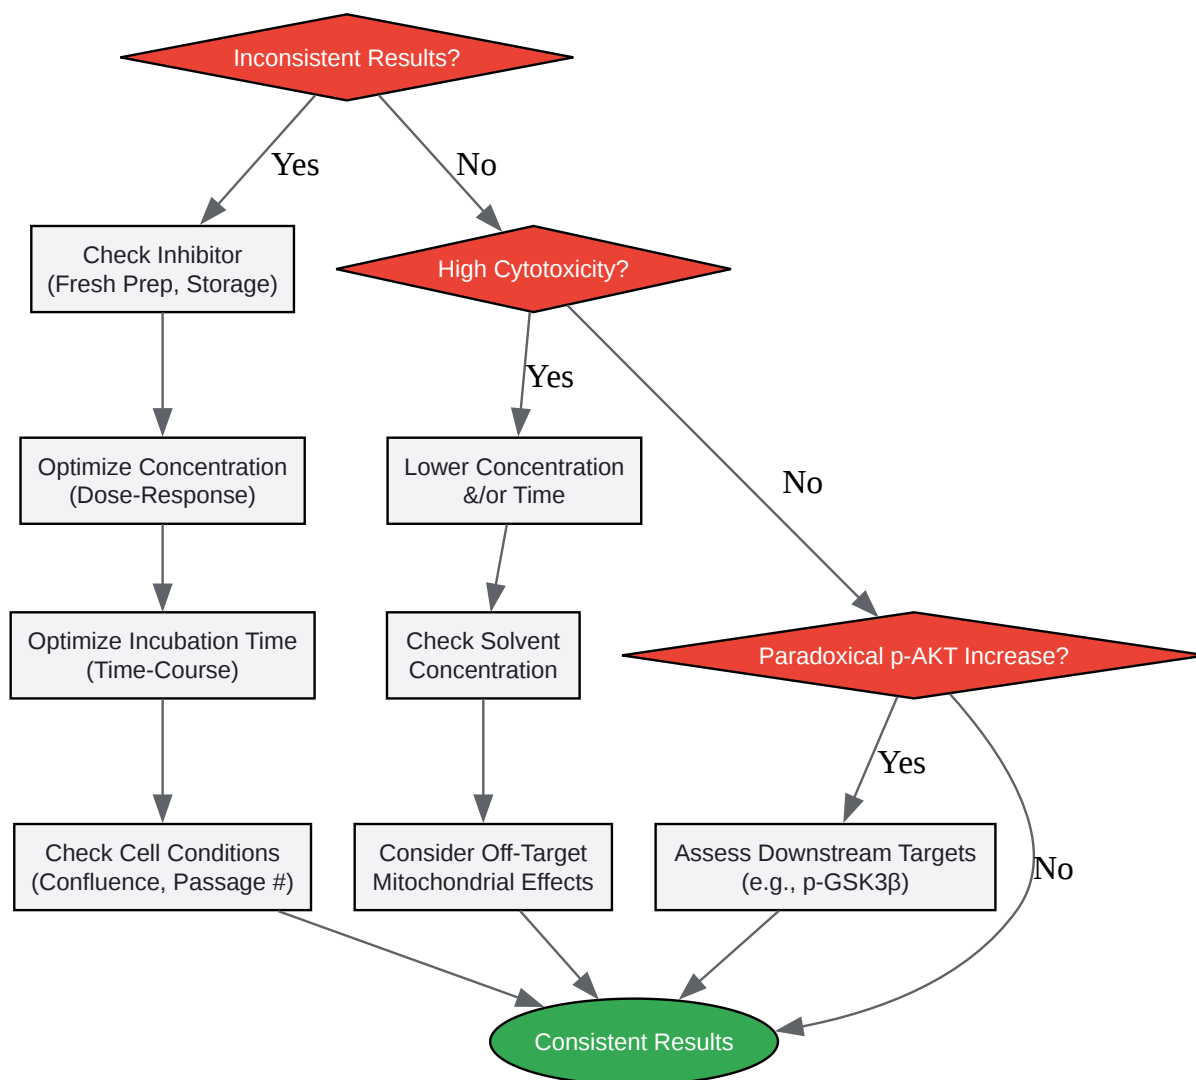 Inconsistent Results?
Yes
No
Check Inhibitor
(Fresh Prep, Storage)
High Cytotoxicity?
Yes
Optimize Concentration
(Dose-Response)
Lower Concentration
&/or Time
No
Optimize Incubation Time
(Time-Course)
Check Solvent
Concentration
Paradoxical p-AKT Increase?
Yes
Check Cell Conditions
(Confluence, Passage #)
Consider Off-Target
Mitochondrial Effects
Assess Downstream Targets
(e.g., p-GSK3β)
No
Consistent Results